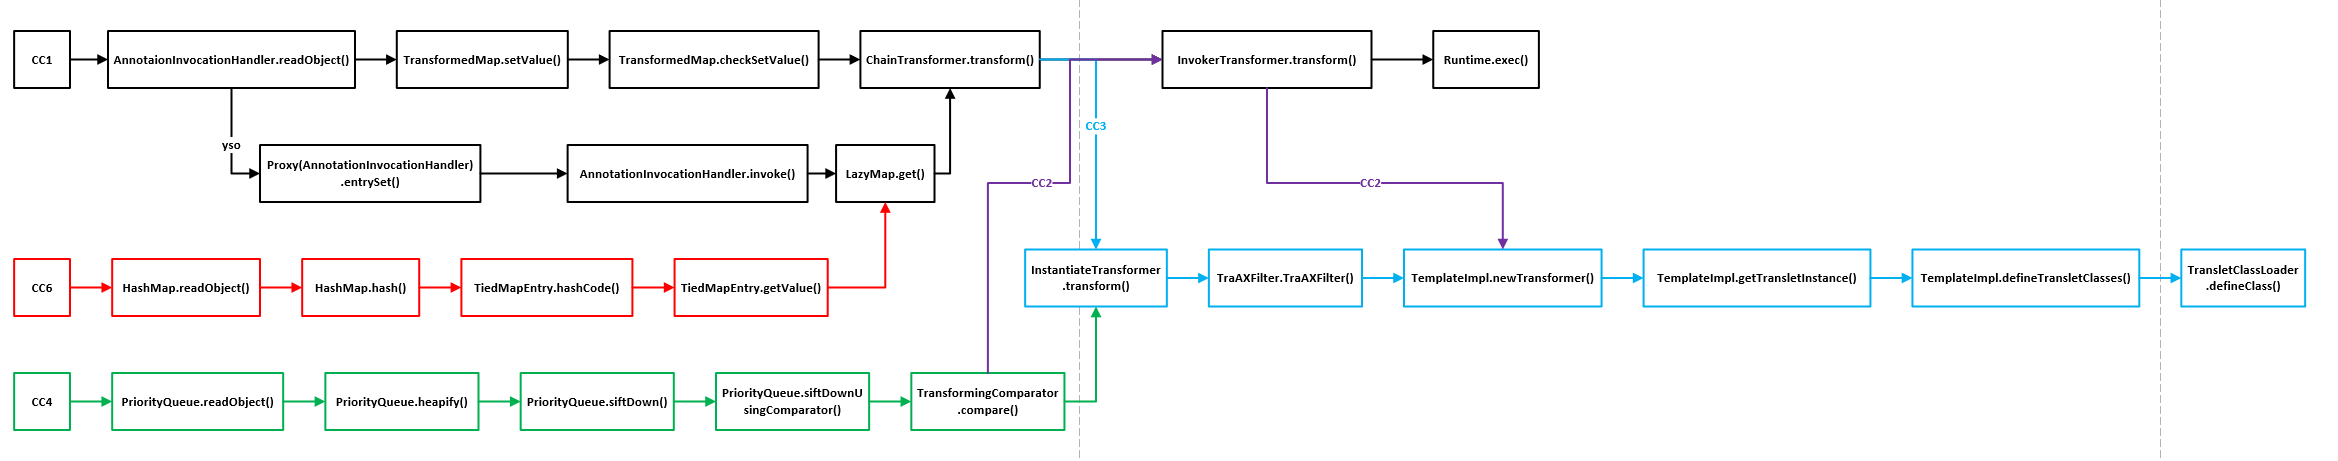 CC1
AnnotaionInvocationHandler.readObject()
TransformedMap.setValue()
TransformedMap.checkSetValue()
ChainTransformer.transform()
InvokerTransformer.transform()
Runtime.exec()
CC3
yso
Proxy(AnnotationInvocationHandler)
.entrySet()
AnnotationInvocationHandler.invoke()
LazyMap.get()
CC2
CC2
CC6
HashMap.readObject()
HashMap.hash()
TiedMapEntry.hashCode()
TiedMapEntry.getValue()
InstantiateTransformer
.transform()
TraAXFilter.TraAXFilter()
TemplateImpl.newTransformer()
TemplateImpl.getTransletInstance()
TemplateImpl.defineTransletClasses()
TransletClassLoader
.defineClass()
CC4
PriorityQueue.readObject()
PriorityQueue.heapify()
PriorityQueue.siftDown()
PriorityQueue.siftDownU
singComparator()
TransformingComparator
.compare()